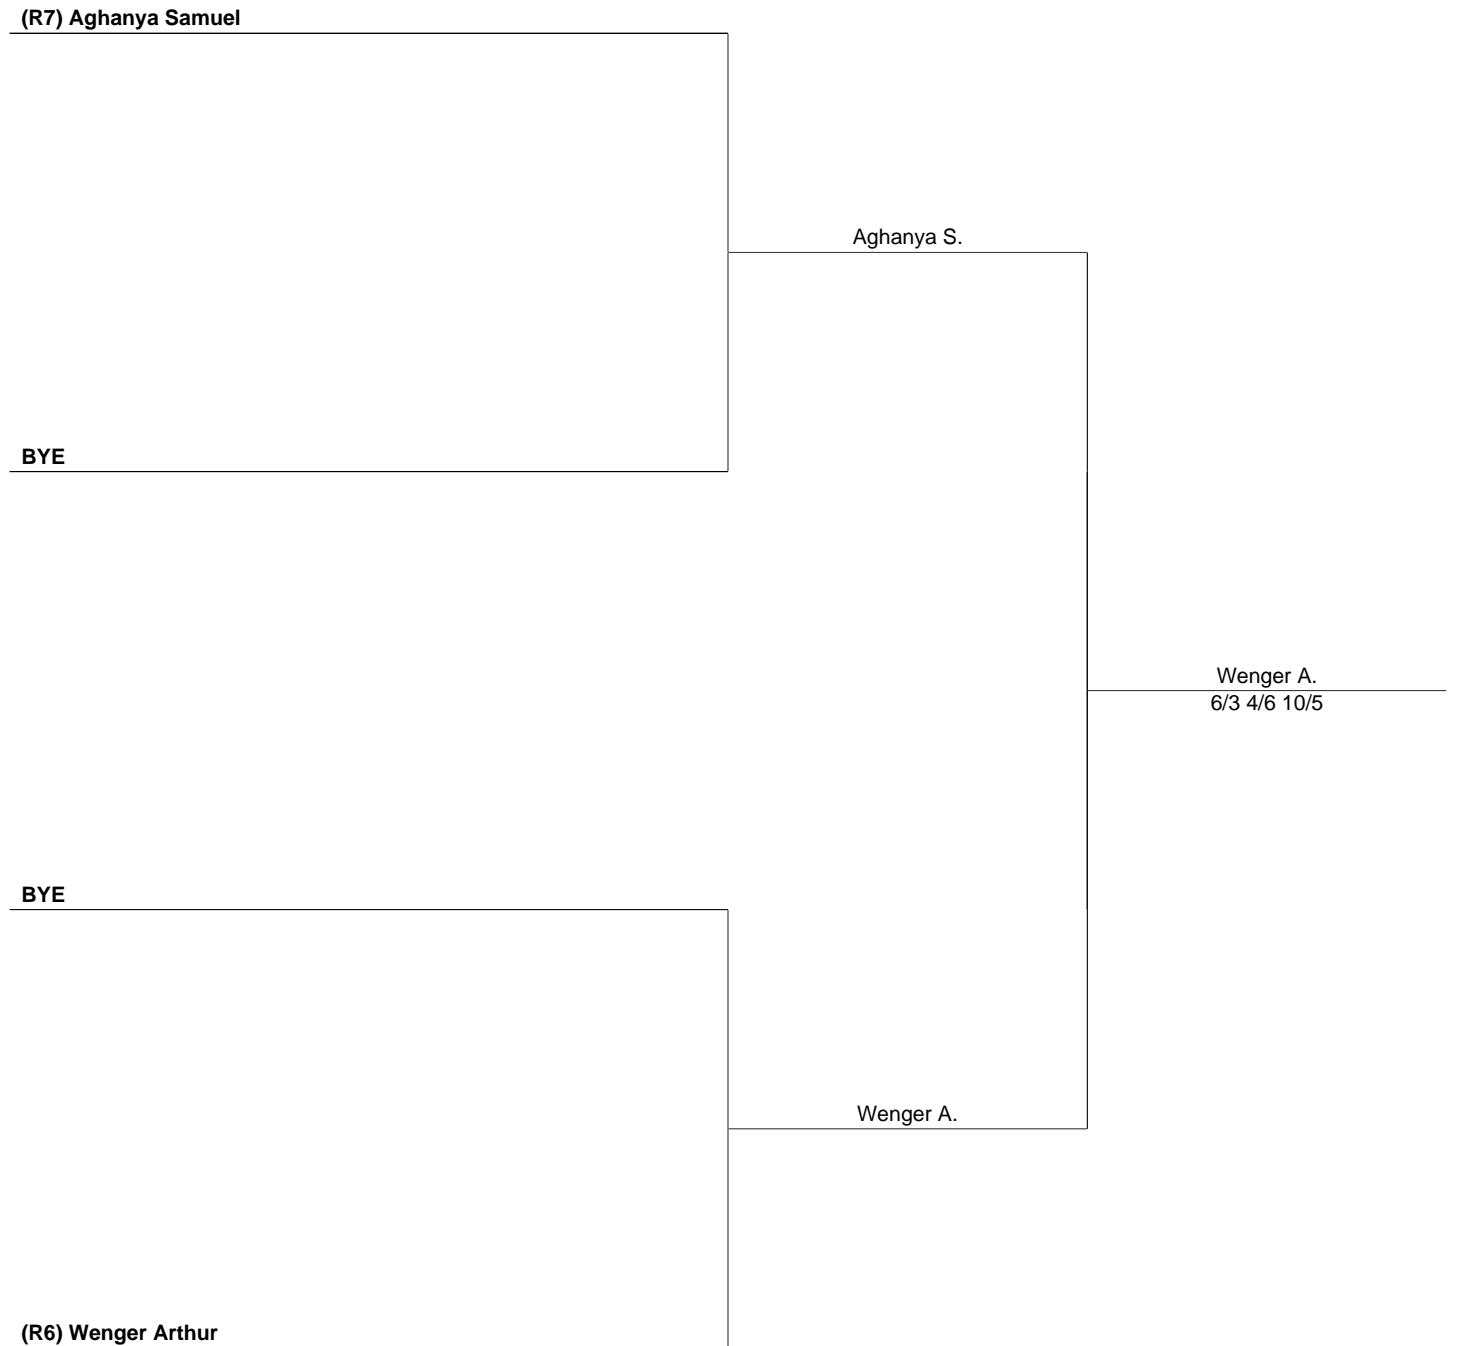 (R7) Aghanya Samuel
Aghanya S.
BYE
Wenger A.
6/3 4/6 10/5
BYE
Wenger A.
(R6) Wenger Arthur